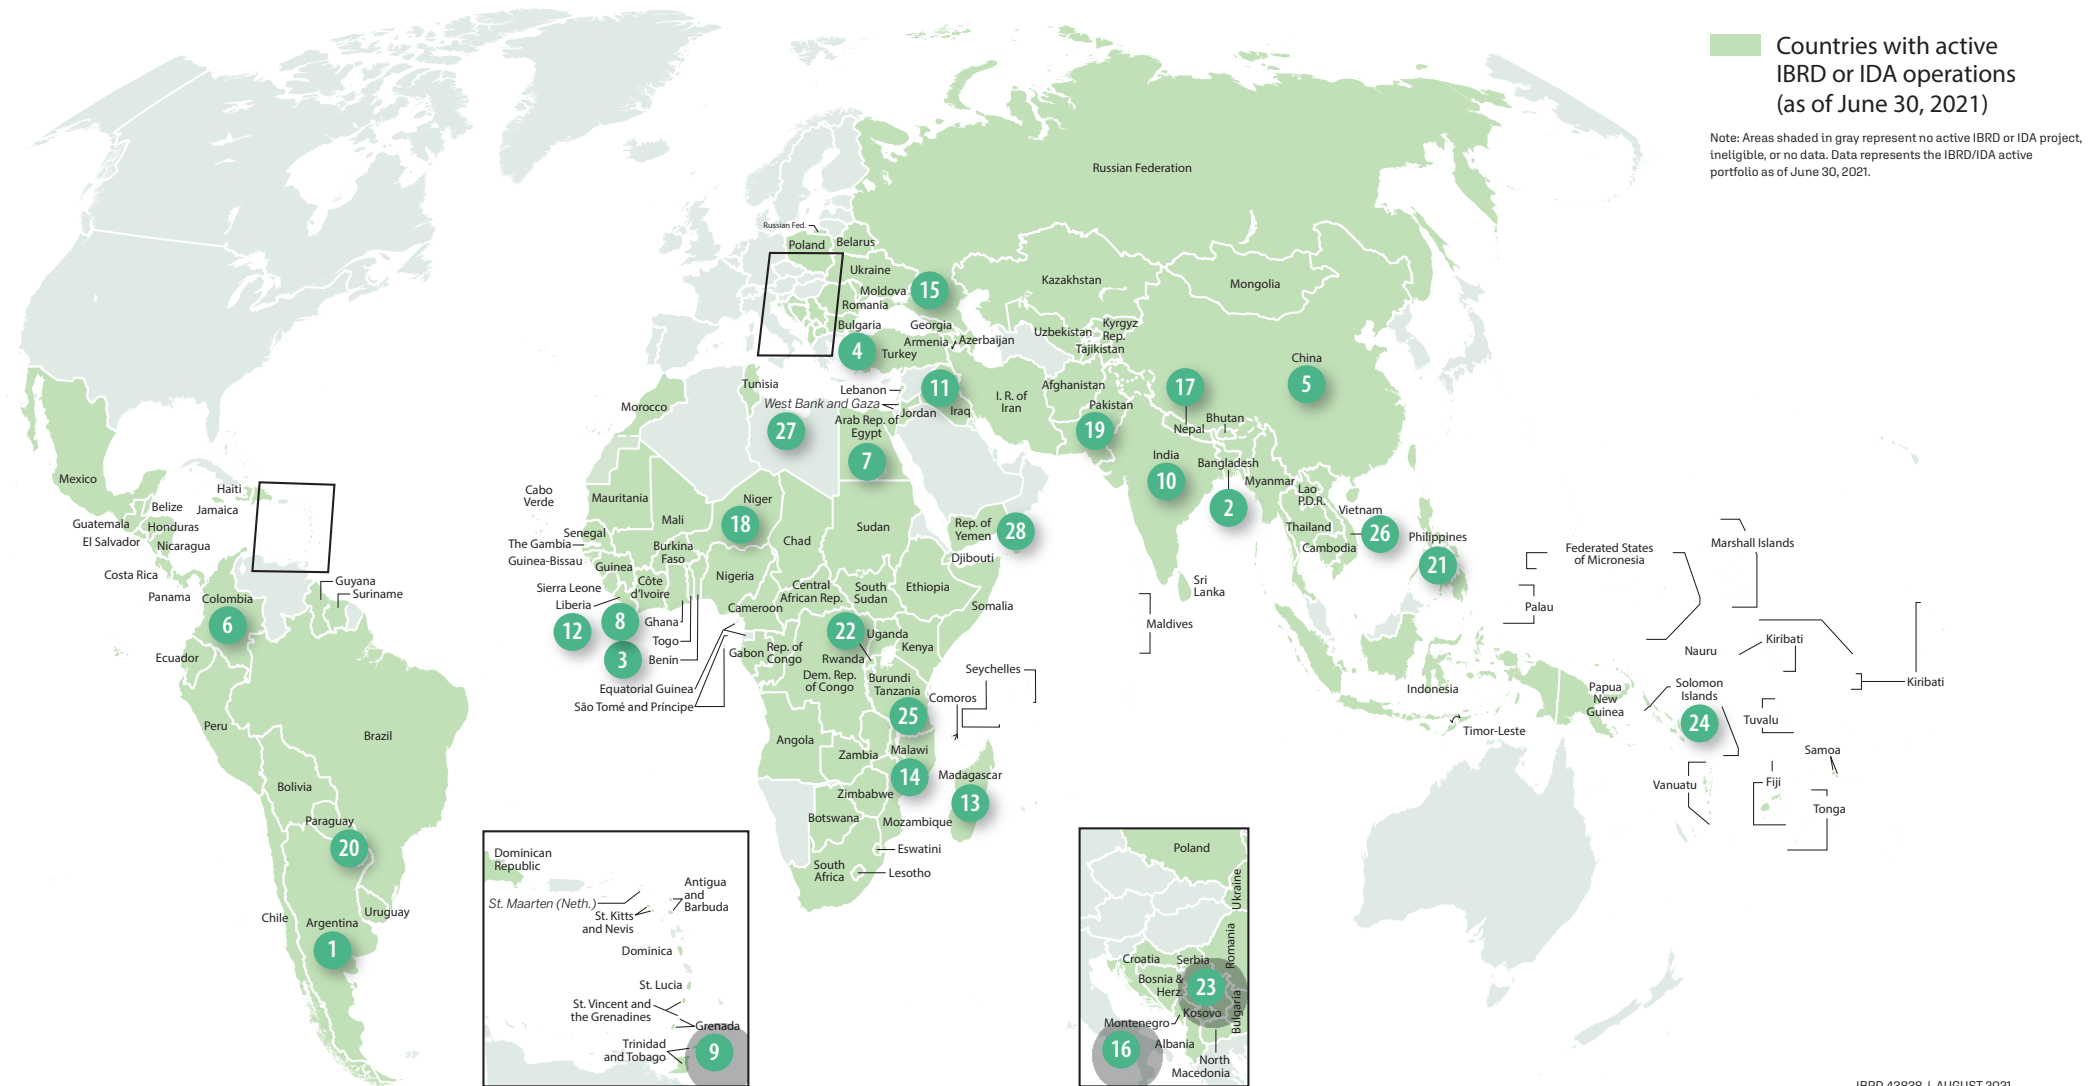 Countries with active
IBRD or IDA operations
(as of June 30, 2021)
Note: Areas shaded in gray represent no active IBRD or IDA project,
ineligible, or no data. Data represents the IBRD/IDA active
portfolio as of June 30, 2021.
Russian Federation
Russian Fed.
Poland
Belarus
Ukraine
Moldova
15
Romania
Bulgaria
Georgia
Armenia
Azerbaijan
4
Turkey
Kazakhstan
Mongolia
Uzbekistan
Kyrgyz
Rep.
Tajikistan
China
5
Tunisia
Lebanon
11
West Bank and Gaza
Jordan
Iraq
I. R. of
Iran
Afghanistan
Pakistan
19
17
Nepal
Bhutan
Morocco
27
Arab Rep. of
Egypt
7
India
10
Bangladesh
2
Myanmar
Lao
P.D.R.
Vietnam
26
Thailand
Cambodia
Philippines
21
Mexico
Haiti
Belize
Jamaica
Guatemala
Honduras
El Salvador
Nicaragua
Costa Rica
Panama
Guyana
Suriname
Colombia
6
Ecuador
Peru
Brazil
Bolivia
Paraguay
20
Chile
Argentina
1
Uruguay
Cabo
Verde
Mauritania
Mali
Niger
18
Chad
Sudan
Rep. of
Yemen
28
Djibouti
Senegal
The Gambia
Guinea-Bissau
Guinea
Burkina
Faso
Nigeria
Sierra Leone
Côte
d'Ivoire
Liberia
12
8
3
Ghana
Togo
Benin
Cameroon
Central
African Rep.
South
Sudan
Ethiopia
Somalia
22
Uganda
Kenya
Gabon
Rep. of
Congo
Rwanda
Dem. Rep.
of Congo
Burundi
Tanzania
25
Equatorial Guinea
São Tomé and Príncipe
Seychelles
Comoros
Angola
Zambia
Malawi
14
Madagascar
13
Zimbabwe
Botswana
Mozambique
Eswatini
South
Africa
Lesotho
Sri
Lanka
Maldives
Indonesia
Timor-Leste
Papua
New
Guinea
Federated States
of Micronesia
Marshall Islands
Palau
Nauru
Kiribati
Kiribati
Solomon
Islands
24
Tuvalu
Samoa
Vanuatu
Fiji
Tonga
Dominican
Republic
St. Maarten (Neth.)
Antigua
and
Barbuda
St. Kitts
and Nevis
Dominica
St. Lucia
St. Vincent and
the Grenadines
Grenada
Trinidad
and Tobago
9
Poland
Ukraine
Romania
Croatia
Serbia
Bosnia &
Herz.
23
Bulgaria
Kosovo
Montenegro
16
Albania
North
Macedonia
IBRD 43828 | AUGUST 2021